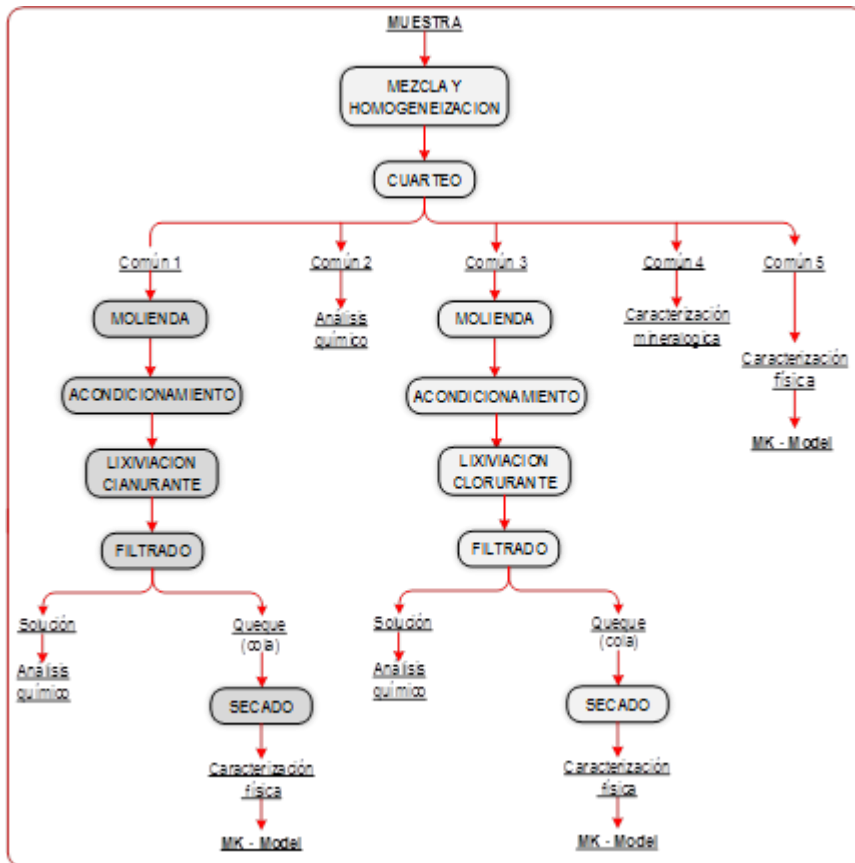 MUESTRA
MEZCLA Y
HOMOGENEIZACION
CUARTEO
Común 1
Común 2
Común 3
Común 4
Común 5
MOLIENDA
Análisis
químico
MOLIENDA
Caracterización
mineralogica
Caracterización
física
ACONDICIONAMIENTO
ACONDICIONAMIENTO
MK - Model
LIXIVIACION
CIANURANTE
LIXIVIACION
CLORURANTE
FILTRADO
FILTRADO
Solución
Queque
(cola)
Solución
Queque
(cola)
Análisis
químico
Análisis
químico
SECADO
SECADO
Caracterización
física
Caracterización
física
MK - Model
MK - Model